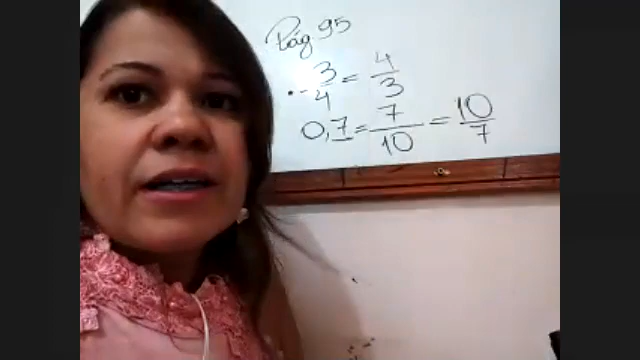 Pág 95
- 3/4 = 4/3
0,7 = 7/10 = 10/7